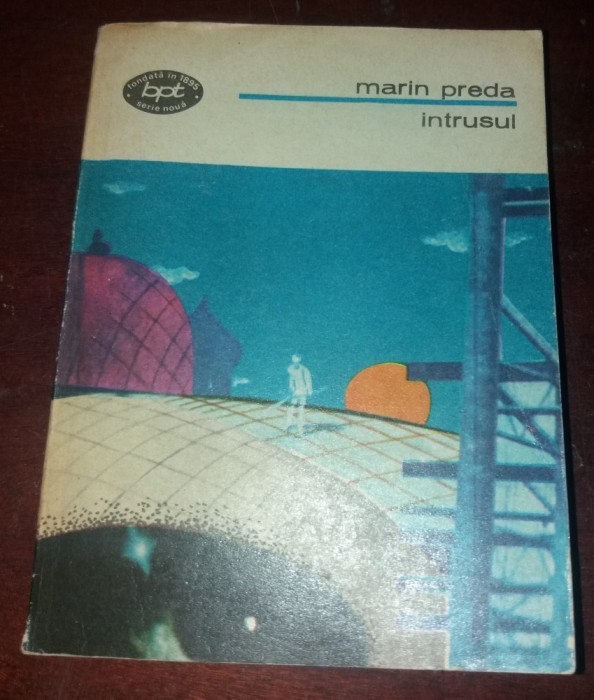 fondată în 1895
bpt
serie nouă
marin preda
intrusul